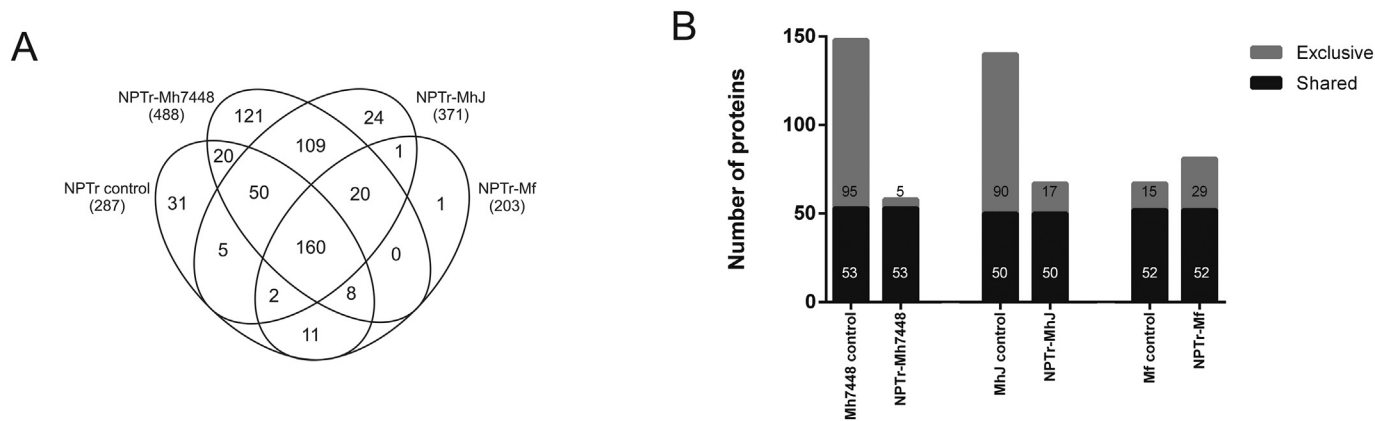 A
NPTr-Mh7448
(488)
NPTr-MhJ
(371)
NPTr control
(287)
NPTr-Mf
(203)
121
24
20
109
1
31
50
20
1
5
160
0
2
8
11
B
Number of proteins
150
100
50
0
95
5
90
17
15
29
53
53
50
50
52
52
Mh7448 control
NPTr-Mh7448
MhJ control
NPTr-MhJ
Mf control
NPTr-Mf
Exclusive
Shared